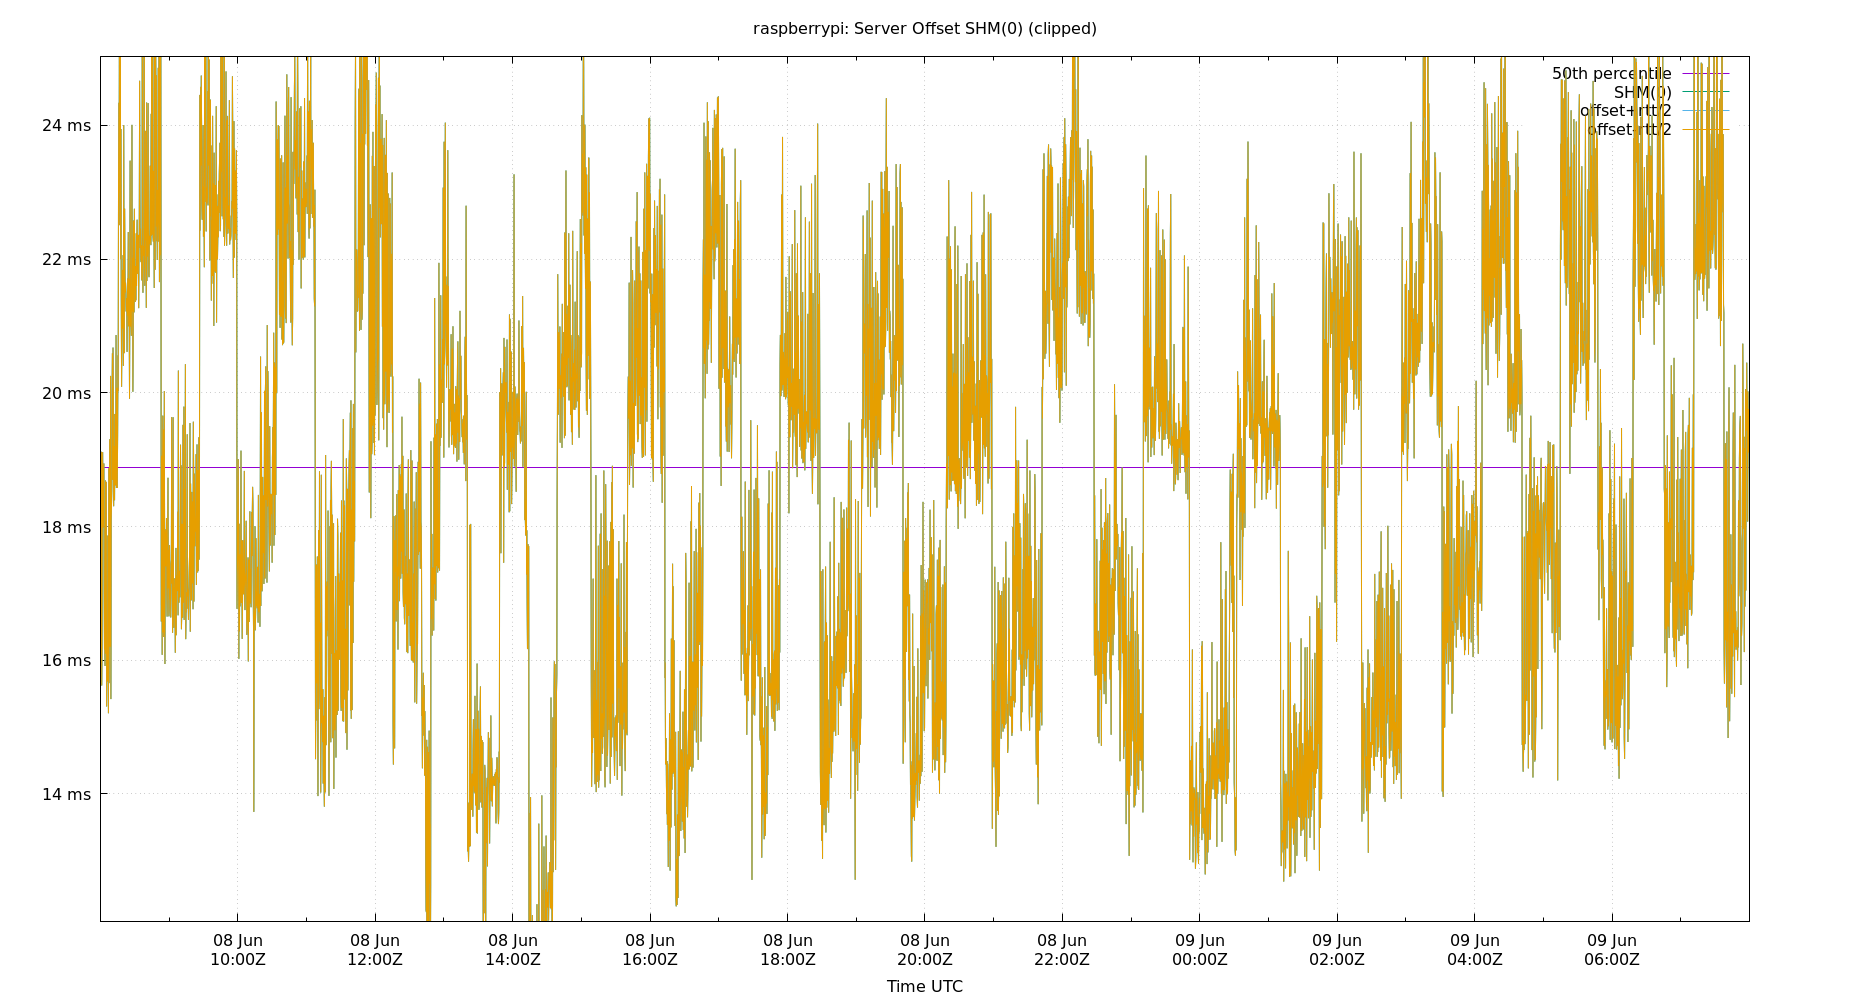 raspberrypi: Server Offset SHM(0) (clipped)
50th percentile
SHM(0)
offset+rtt/2
offset-rtt/2
24 ms
22 ms
20 ms
18 ms
16 ms
14 ms
08 Jun 08 Jun 08 Jun 08 Jun 08 Jun 08 Jun 08 Jun 09 Jun 09 Jun 09 Jun 09 Jun
10:00Z 12:00Z 14:00Z 16:00Z 18:00Z 20:00Z 22:00Z 00:00Z 02:00Z 04:00Z 06:00Z
Time UTC